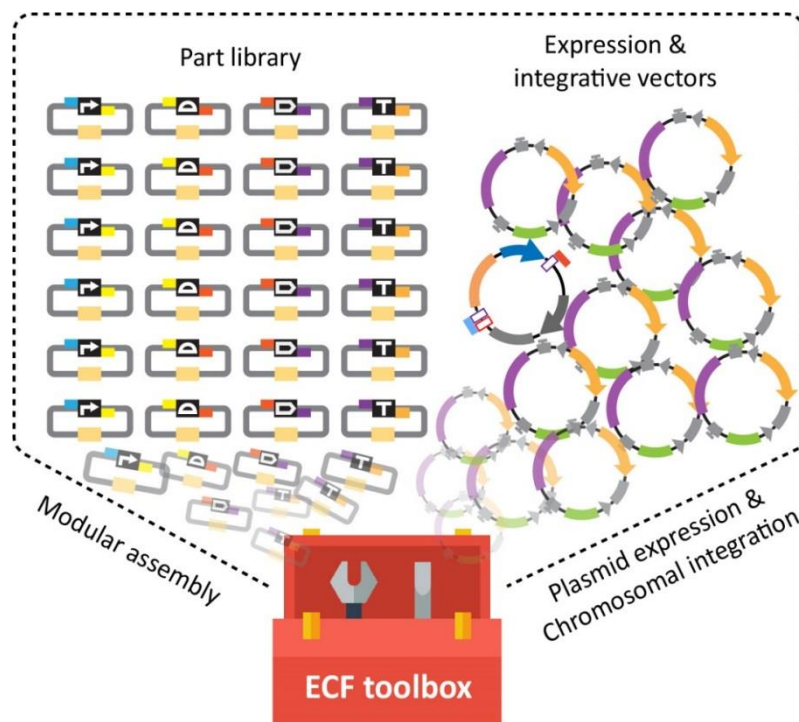 Part library
Expression &
integrative vectors
Modular assembly
Plasmid expression &
Chromosomal integration
ECF toolbox